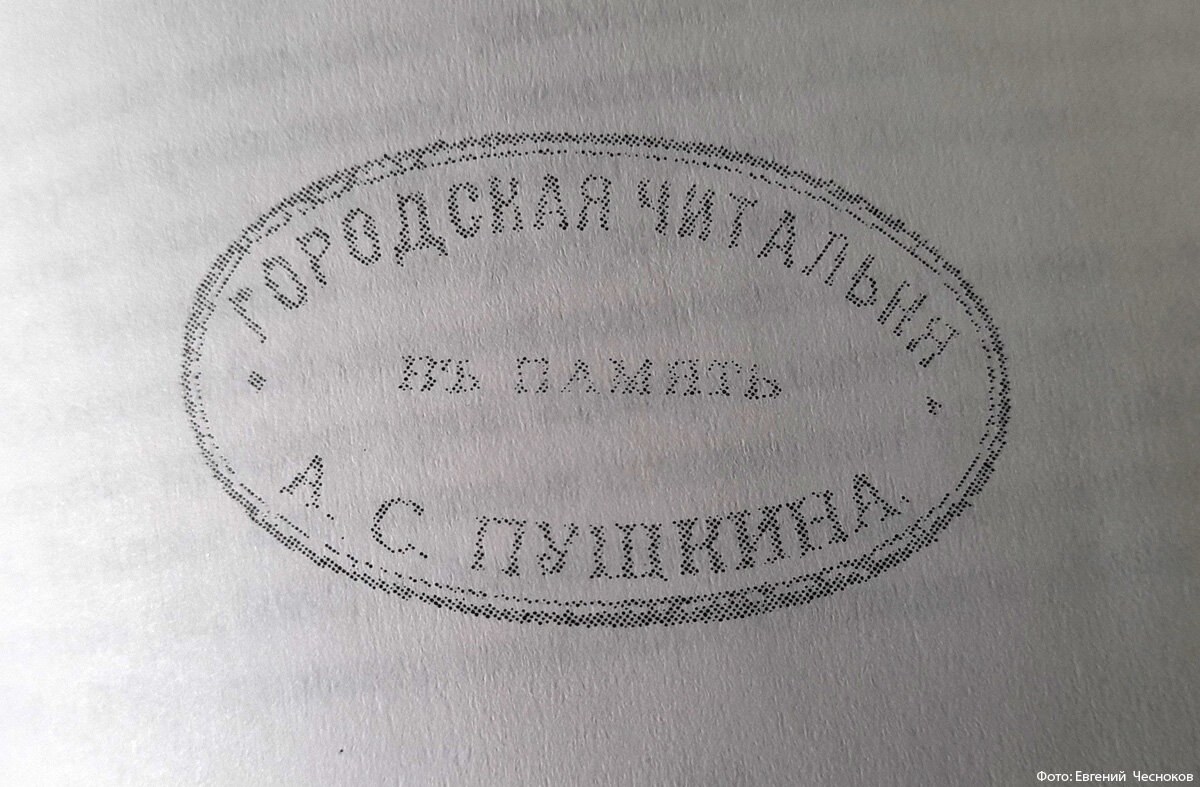 ГОРОДСКАЯ ЧИТАЛЬНЯ
ВЪ ПАМЯТЬ
А. С. ПУШКИНА.
Фото: Евгений Чесноков